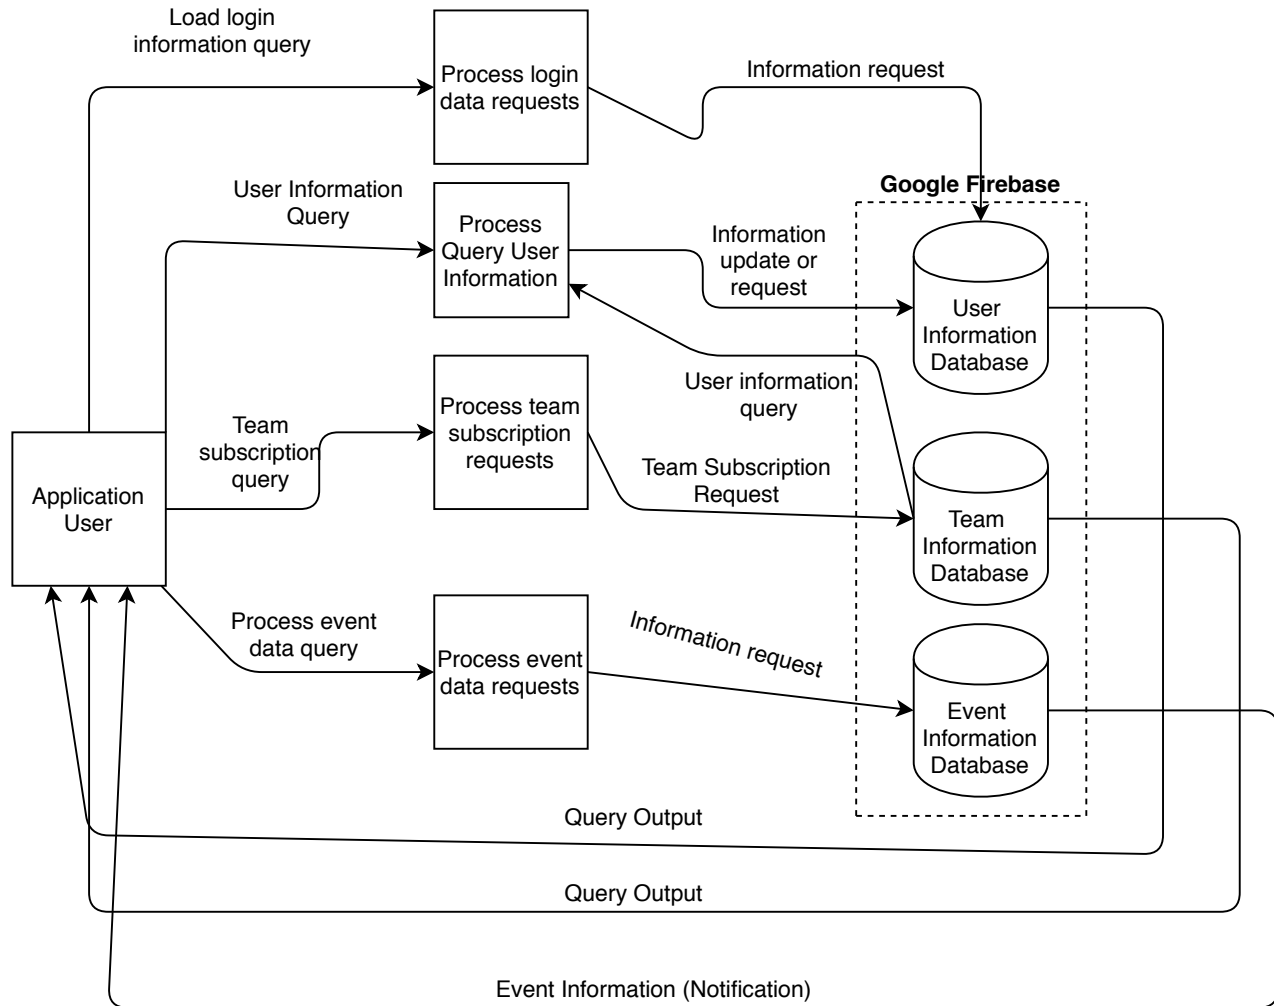 Load login
information query
Process login
data requests
Information request
Google Firebase
User Information
Query
Process
Query User
Information
Information
update or
request
User
Information
Database
User information
query
Team
subscription
query
Process team
subscription
requests
Team Subscription
Request
Application
User
Team
Information
Database
Process event
data query
Process event
data requests
Information request
Event
Information
Database
Query Output
Query Output
Event Information (Notification)